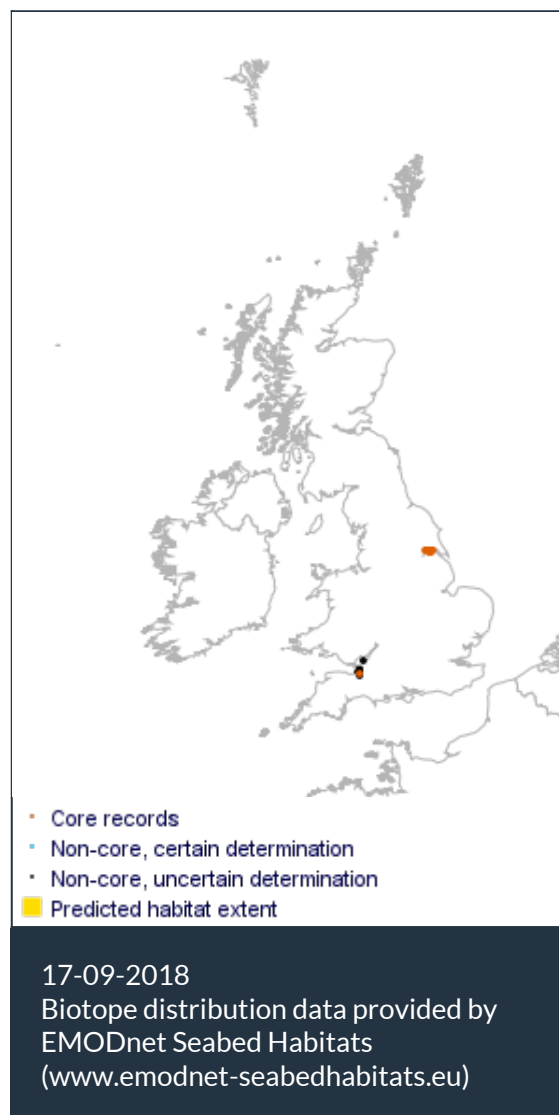 Core records
Non-core, certain determination
Non-core, uncertain determination
Predicted habitat extent
17-09-2018
Biotope distribution data provided by
EMODnet Seabed Habitats
(www.emodnet-seabedhabitats.eu)